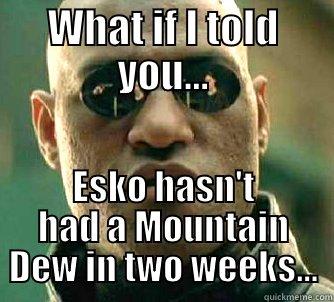 What if I told
you...
Esko hasn't
had a Mountain
Dew in two weeks...
quickmeme.com